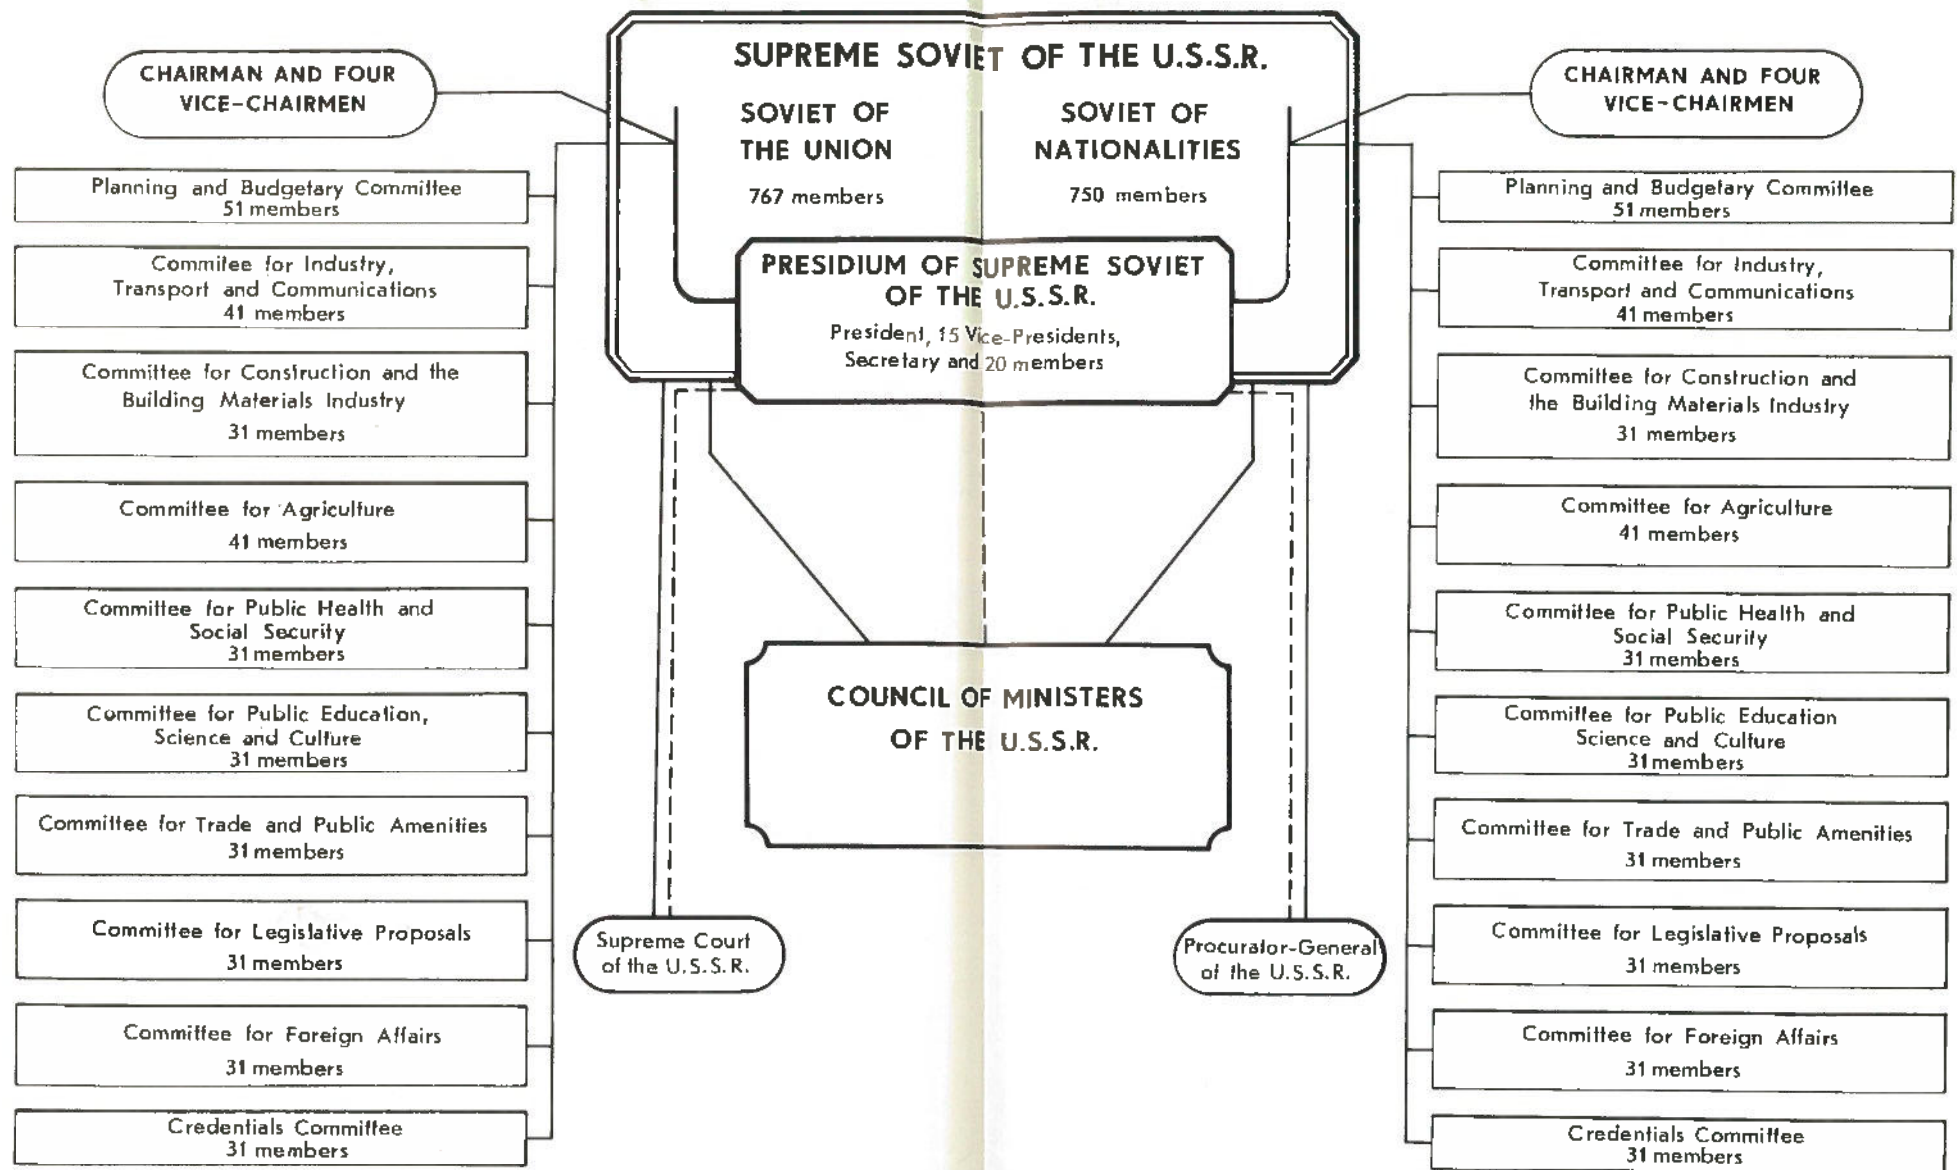 SUPREME SOVIET OF THE U.S.S.R.
CHAIRMAN AND FOUR
VICE-CHAIRMEN
SOVIET OF
THE UNION
767 members
SOVIET OF
NATIONALITIES
750 members
CHAIRMAN AND FOUR
VICE-CHAIRMEN
PRESIDIUM OF SUPREME SOVIET
OF THE U.S.S.R.
President, 15 Vice-Presidents,
Secretary and 20 members
COUNCIL OF MINISTERS
OF THE U.S.S.R.
Supreme Court
of the U.S.S.R.
Procurator-General
of the U.S.S.R.
Planning and Budgetary Committee
51 members
Commitee for Industry,
Transport and Communications
41 members
Committee for Construction and the
Building Materials Industry
31 members
Committee for Agriculture
41 members
Committee for Public Health and
Social Security
31 members
Committee for Public Education,
Science and Culture
31 members
Committee for Trade and Public Amenities
31 members
Committee for Legislative Proposals
31 members
Committee for Foreign Affairs
31 members
Credentials Committee
31 members
Planning and Budgetary Committee
51 members
Committee for Industry,
Transport and Communications
41 members
Committee for Construction and
the Building Materials Industry
31 members
Committee for Agriculture
41 members
Committee for Public Health and
Social Security
31 members
Committee for Public Education
Science and Culture
31 members
Committee for Trade and Public Amenities
31 members
Committee for Legislative Proposals
31 members
Committee for Foreign Affairs
31 members
Credentials Committee
31 members